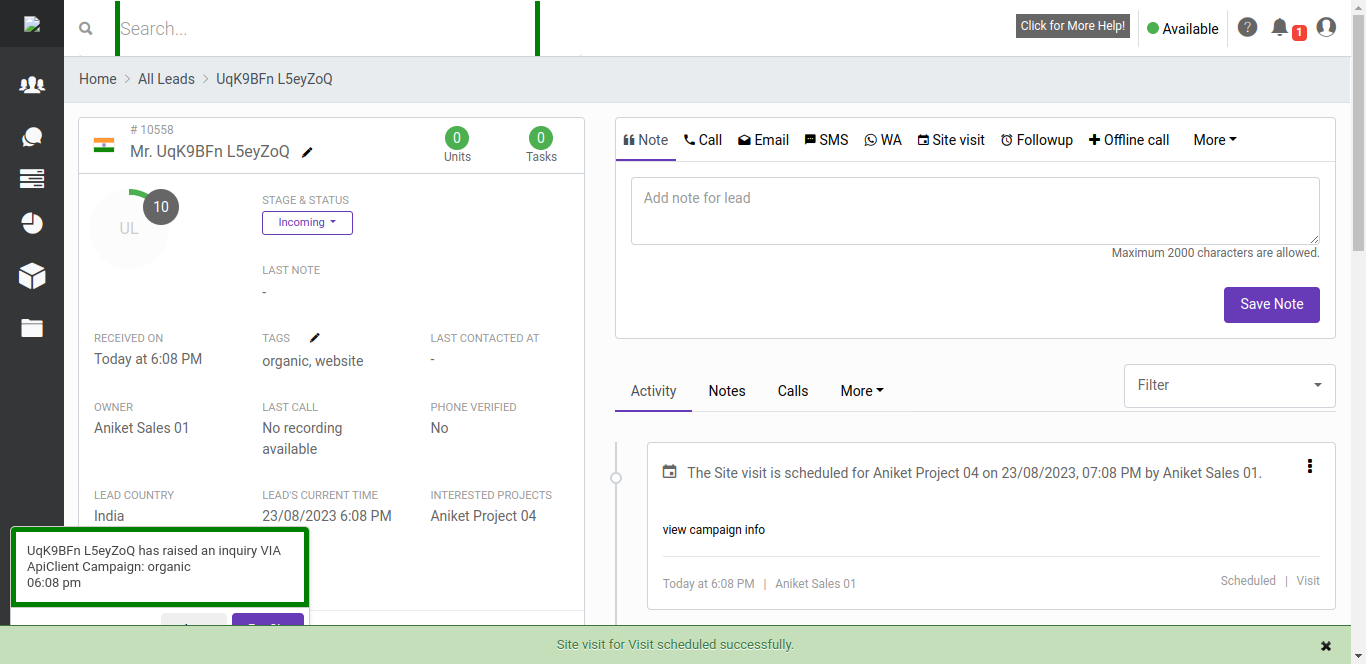 Search...
Click for More Help!
Available
?
1
Home > All Leads > UqK9BFn L5eyZoQ
# 10558
Mr. UqK9BFn L5eyZoQ
0
Units
0
Tasks
UL
10
STAGE & STATUS
Incoming
LAST NOTE
-
RECEIVED ON
Today at 6:08 PM
TAGS
organic, website
LAST CONTACTED AT
-
OWNER
Aniket Sales 01
LAST CALL
No recording
available
PHONE VERIFIED
No
LEAD COUNTRY
India
LEAD'S CURRENT TIME
23/08/2023 6:08 PM
INTERESTED PROJECTS
Aniket Project 04
UqK9BFn L5eyZoQ has raised an inquiry VIA
ApiClient Campaign: organic
06:08 pm
Note Call Email SMS WA Site visit Followup Offline call More
Add note for lead
Maximum 2000 characters are allowed.
Save Note
Activity Notes Calls More
Filter
The Site visit is scheduled for Aniket Project 04 on 23/08/2023, 07:08 PM by Aniket Sales 01.
view campaign info
Today at 6:08 PM | Aniket Sales 01
Scheduled | Visit
Site visit for Visit scheduled successfully.